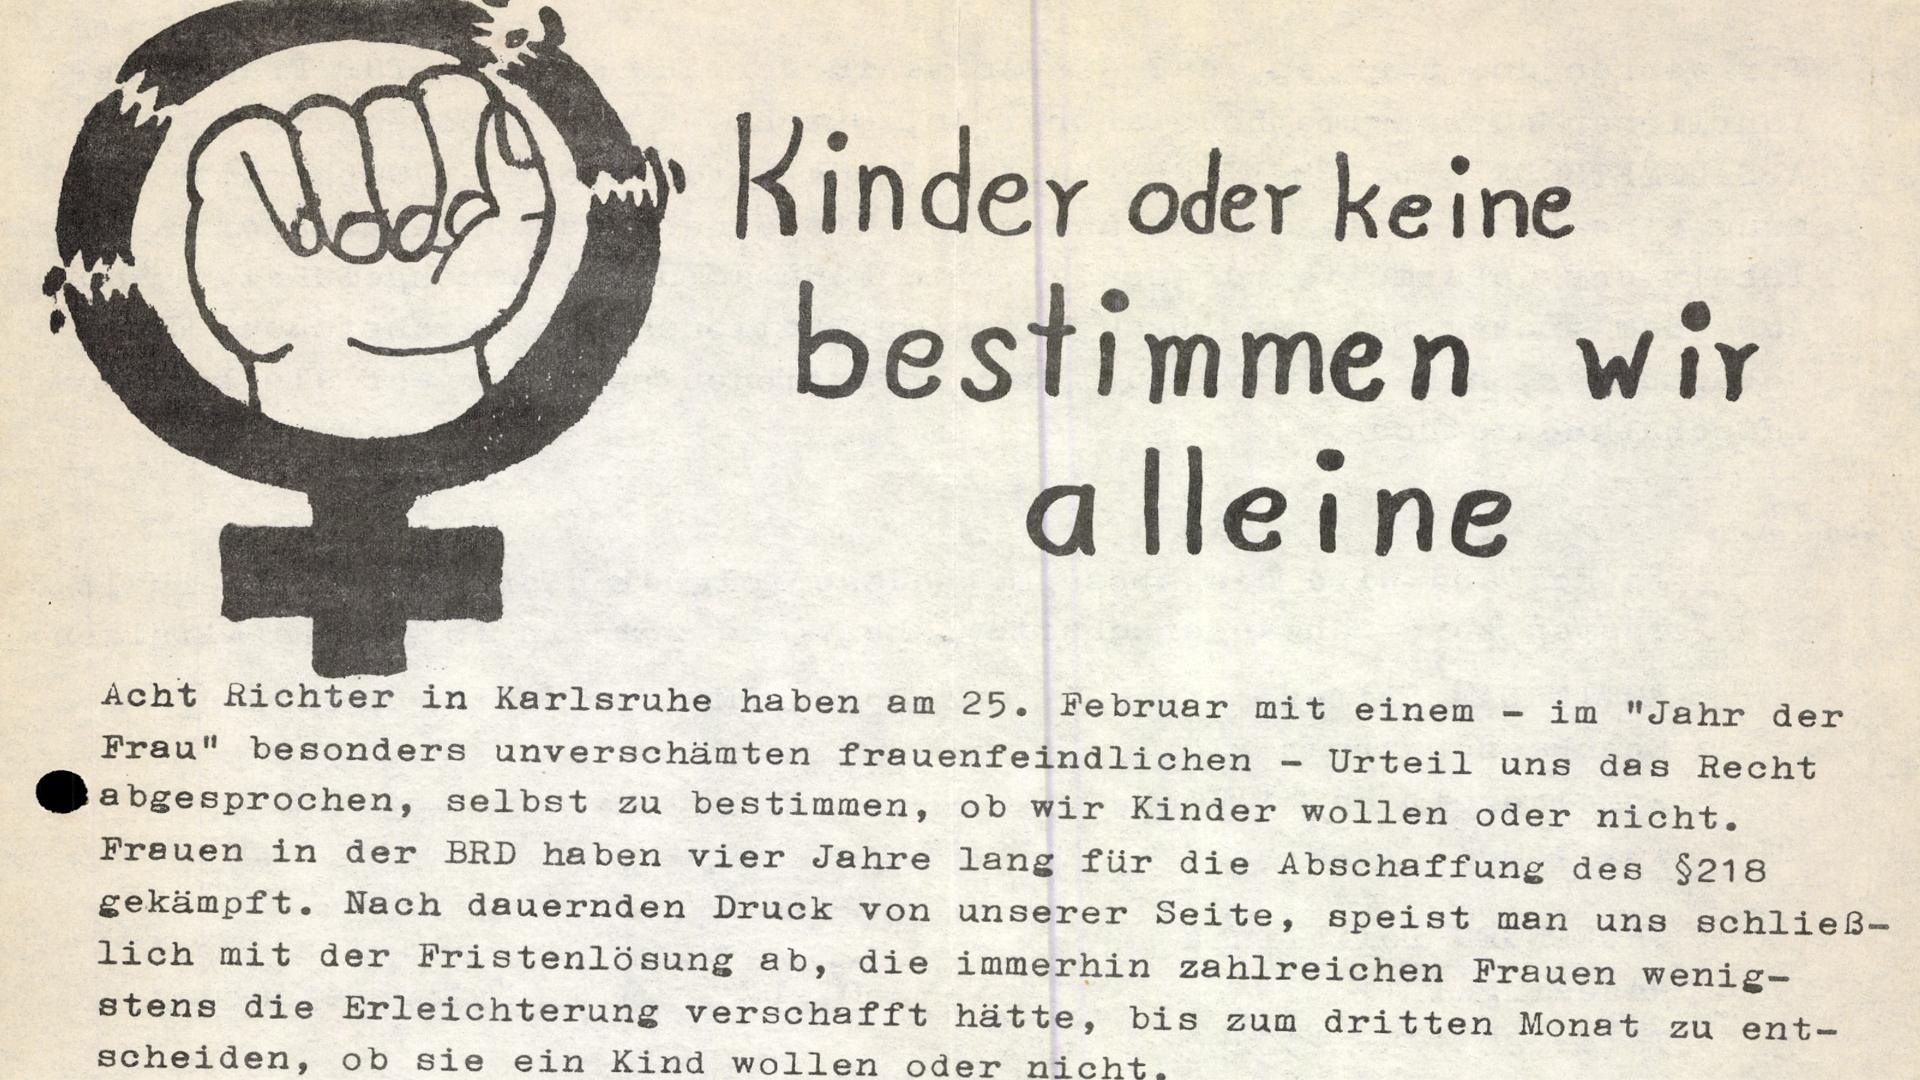 Kinder oder keine
bestimmen wir
alleine
Acht Richter in Karlsruhe haben am 25. Februar mit einem - im "Jahr der
Frau" besonders unverschämten frauenfeindlichen - Urteil uns das Recht
abgesprochen, selbst zu bestimmen, ob wir Kinder wollen oder nicht.
Frauen in der BRD haben vier Jahre lang für die Abschaffung des §218
gekämpft. Nach dauernden Druck von unserer Seite, speist man uns schließ-
lich mit der Fristenlösung ab, die immerhin zahlreichen Frauen wenig-
stens die Erleichterung verschafft hätte, bis zum dritten Monat zu ent-
scheiden, ob sie ein Kind wollen oder nicht.